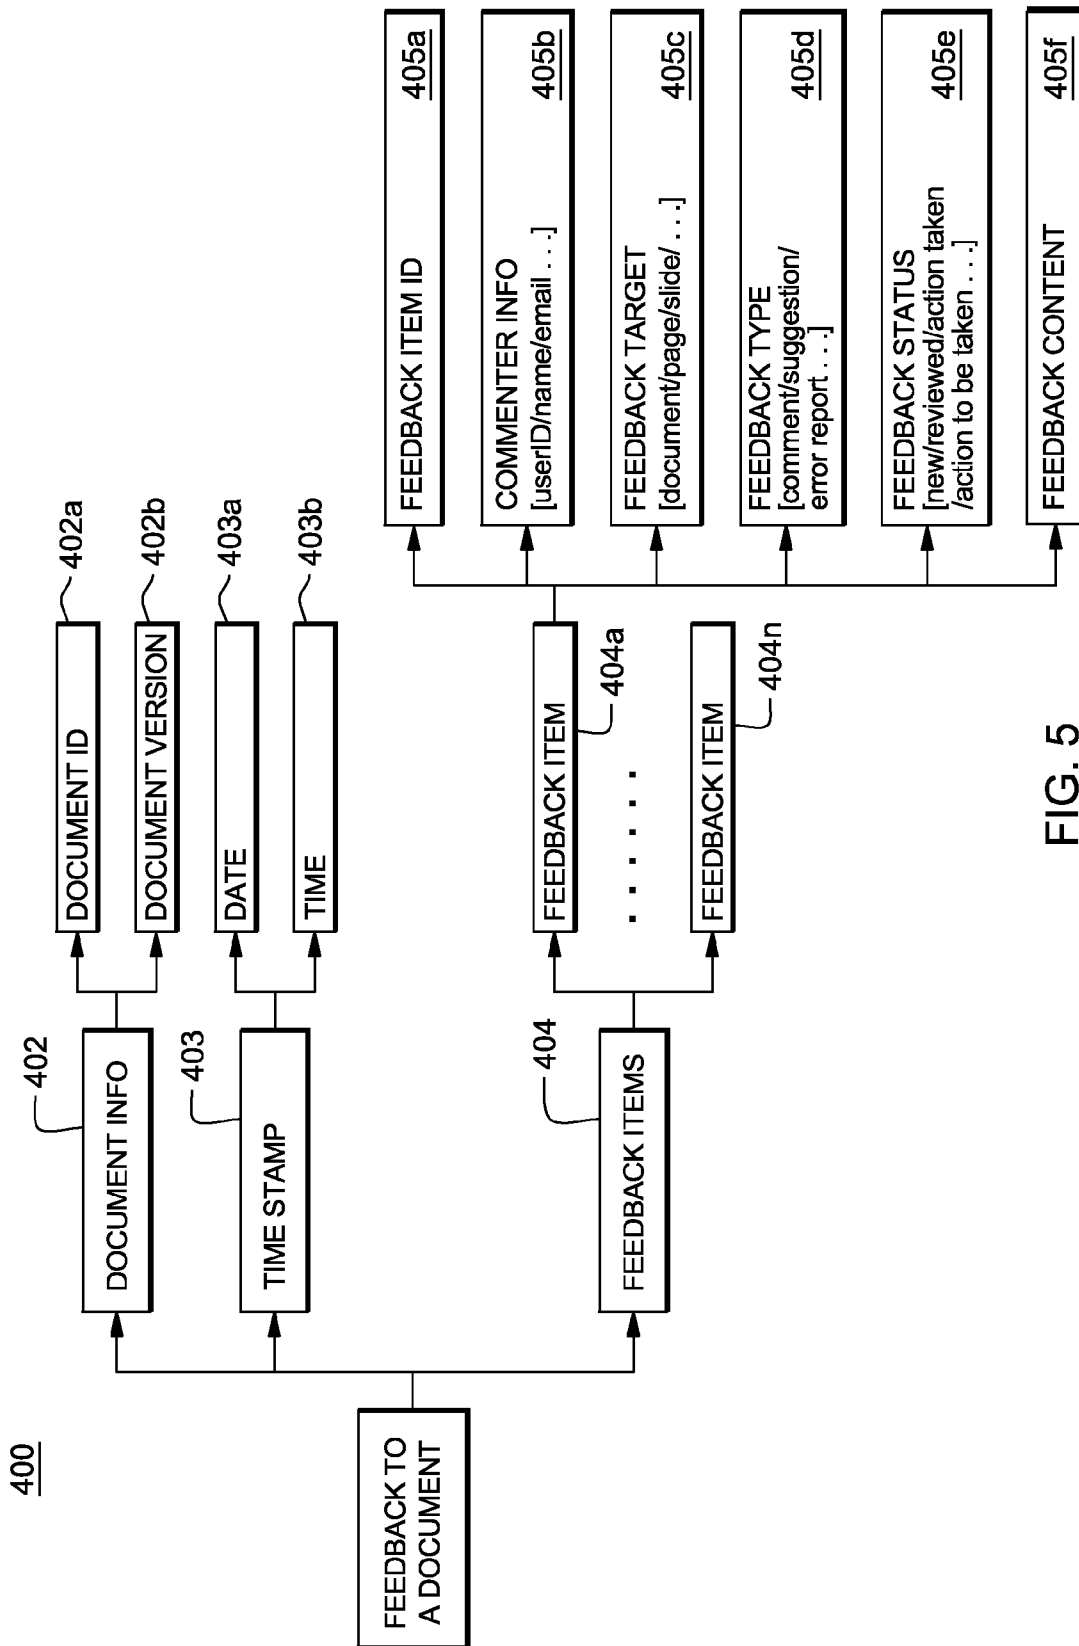 400
FEEDBACK TO
A DOCUMENT
402
DOCUMENT INFO
403
TIME STAMP
404
FEEDBACK ITEMS
DOCUMENT ID
402a
DOCUMENT VERSION
402b
DATE
403a
TIME
403b
FEEDBACK ITEM
404a
. . . . . .
FEEDBACK ITEM
404n
FEEDBACK ITEM ID
405a
COMMENTER INFO
[userID/name/email . . .]
405b
FEEDBACK TARGET
[document/page/slide/ . . .]
405c
FEEDBACK TYPE
[comment/suggestion/
error report . . .]
405d
FEEDBACK STATUS
[new/reviewed/action taken
/action to be taken . . .]
405e
FEEDBACK CONTENT
405f
FIG. 5